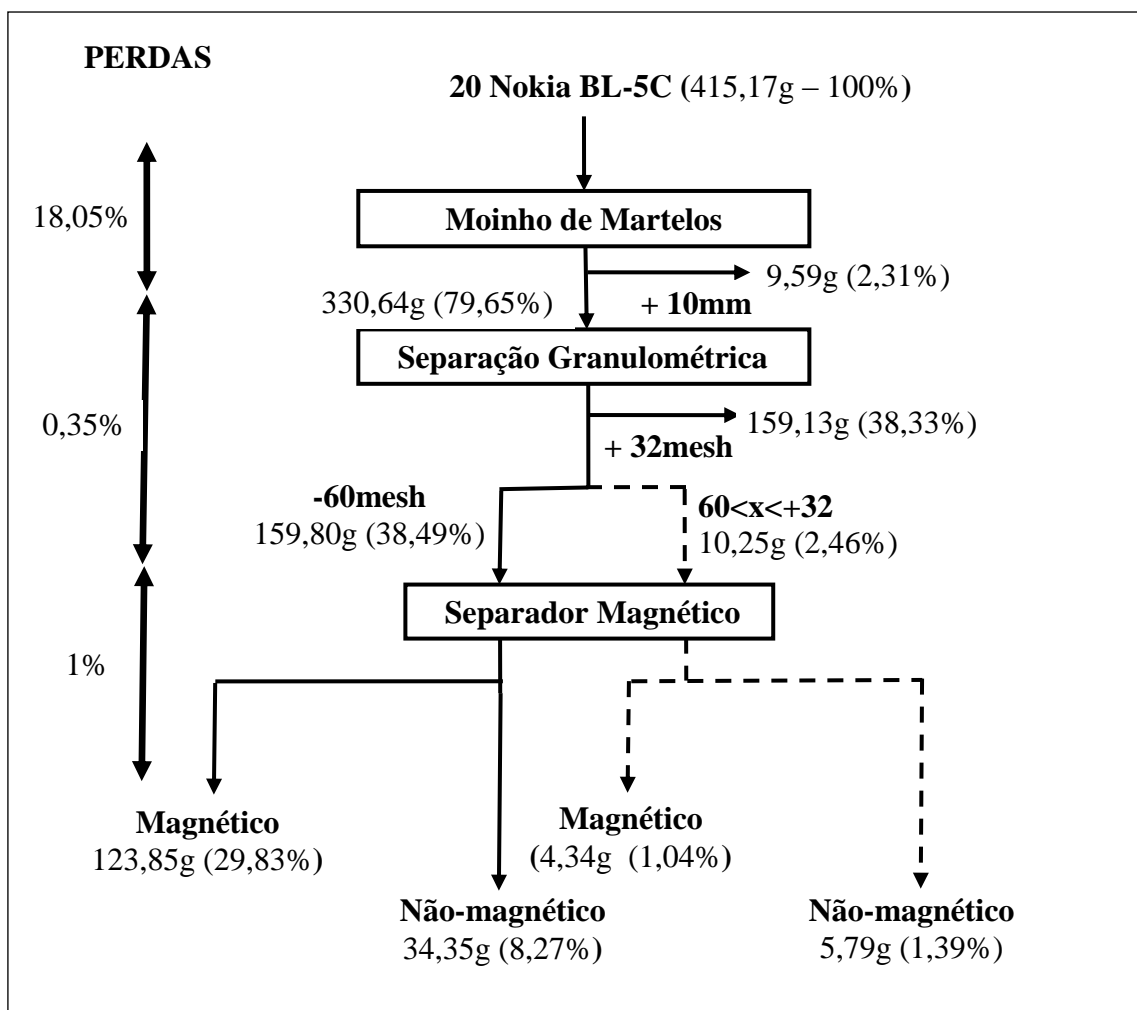 PERDAS
20 Nokia BL-5C (415,17g – 100%)
18,05%
Moinho de Martelos
9,59g (2,31%)
330,64g (79,65%)
+ 10mm
Separação Granulométrica
0,35%
159,13g (38,33%)
+ 32mesh
-60mesh
159,80g (38,49%)
60<x<+32
10,25g (2,46%)
Separador Magnético
1%
Magnético
123,85g (29,83%)
Magnético
(4,34g (1,04%)
Não-magnético
34,35g (8,27%)
Não-magnético
5,79g (1,39%)